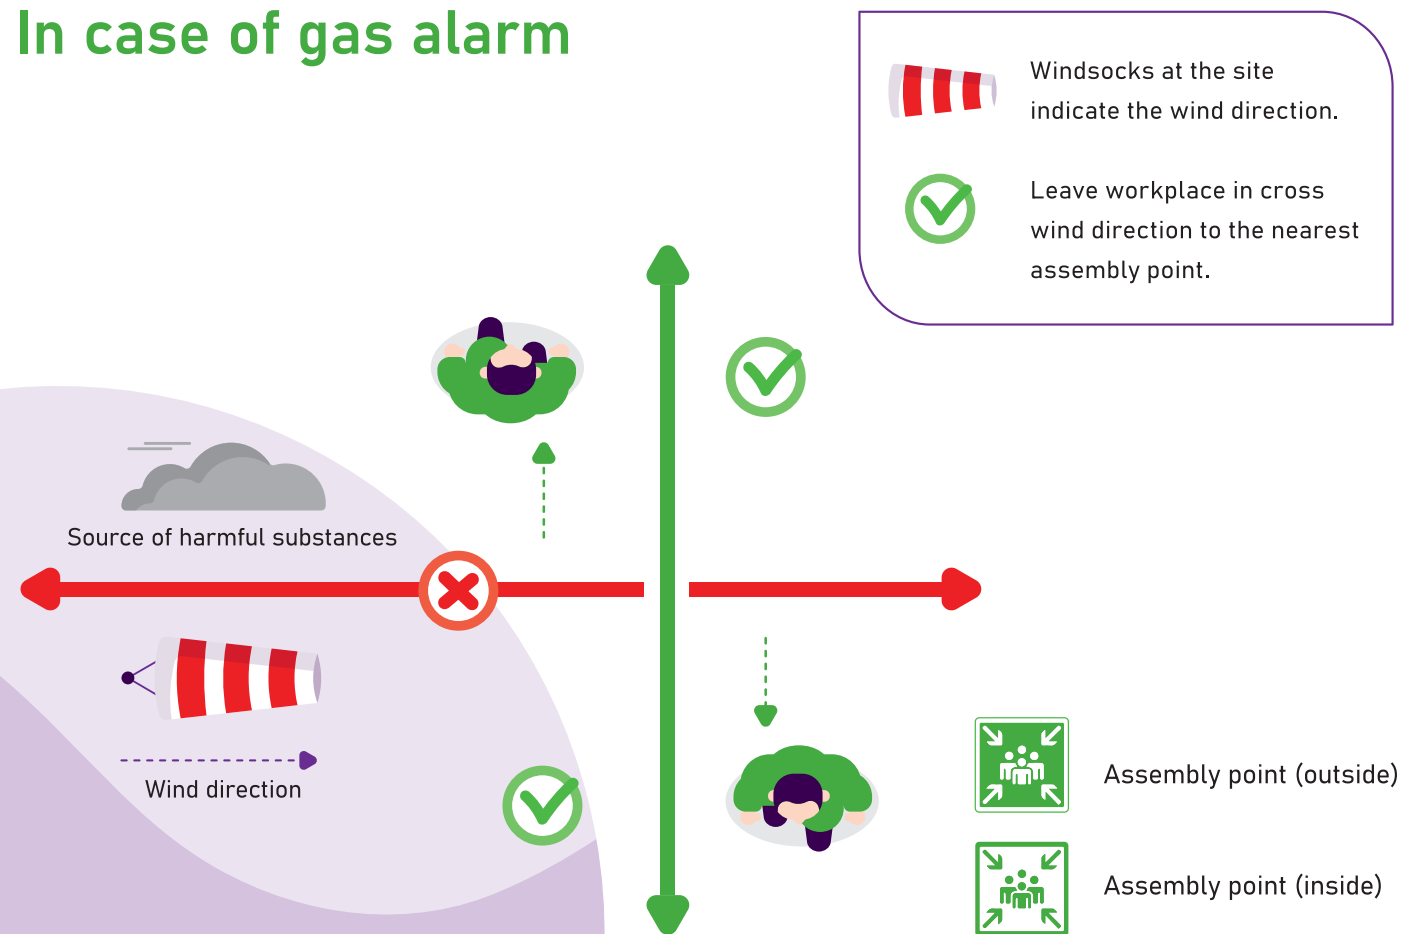 In case of gas alarm
Windsocks at the site
indicate the wind direction.
Leave workplace in cross
wind direction to the nearest
assembly point.
Source of harmful substances
Wind direction
Assembly point (outside)
Assembly point (inside)